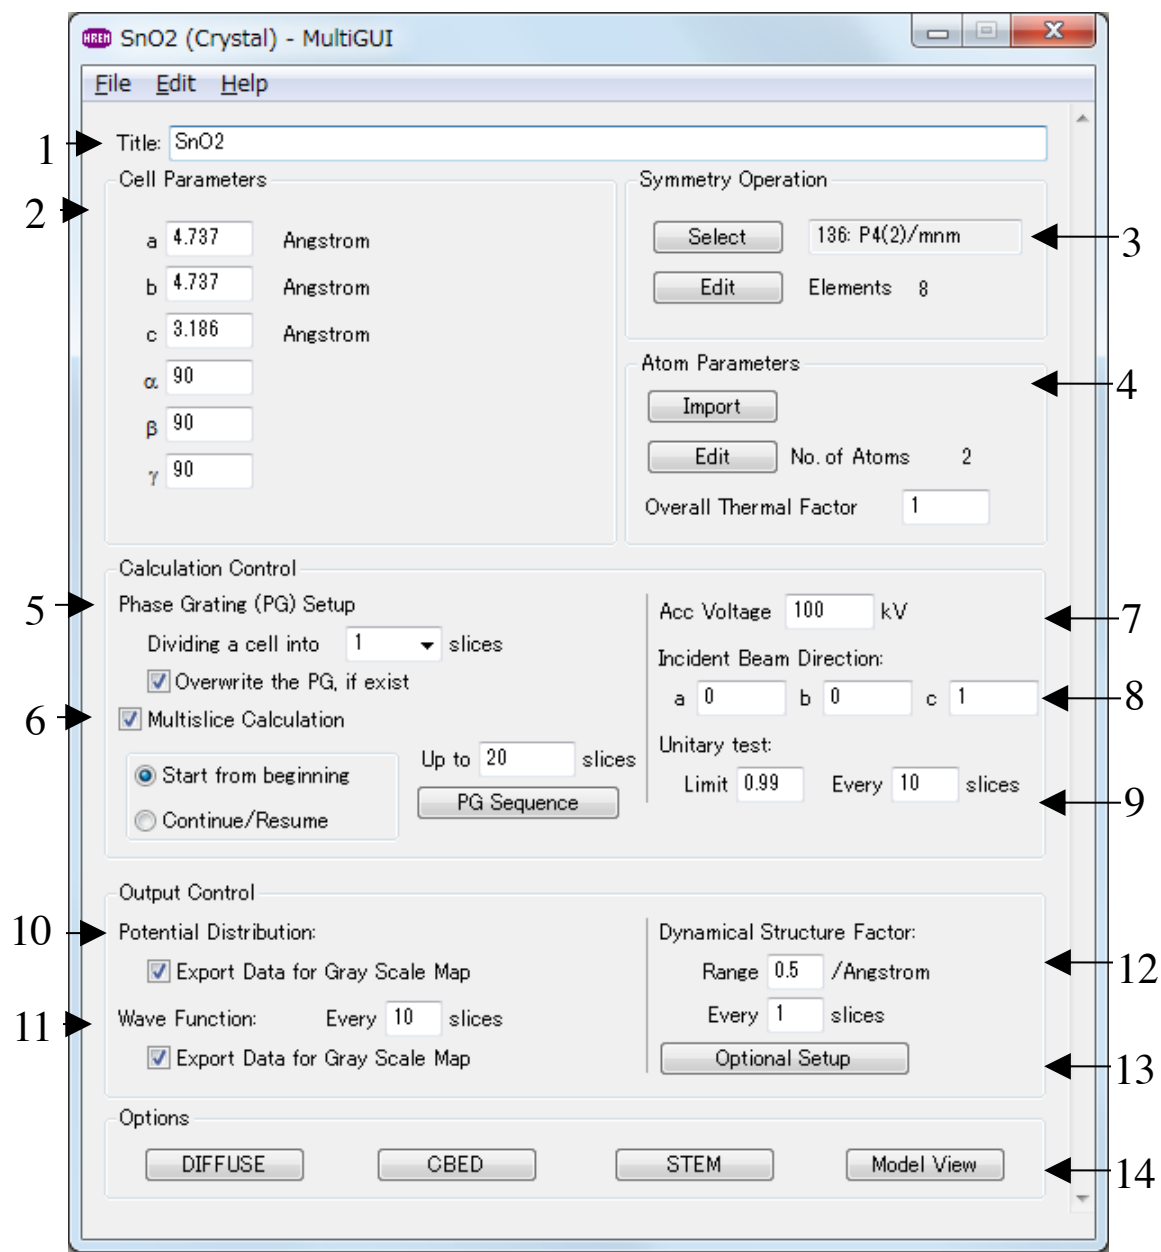 HREM SnO2 (Crystal) - MultiGUI
File Edit Help
1 Title: SnO2
2 Cell Parameters
a 4.737 Angstrom
b 4.737 Angstrom
c 3.186 Angstrom
α 90
β 90
γ 90
Symmetry Operation
Select 136: P4(2)/mnm 3
Edit Elements 8
Atom Parameters
4
Import
Edit No. of Atoms 2
Overall Thermal Factor 1
Calculation Control
5 Phase Grating (PG) Setup
Dividing a cell into 1 slices
Overwrite the PG, if exist
6 Multislice Calculation
Start from beginning
Continue/Resume
Up to 20 slices
PG Sequence
Acc Voltage 100 kV 7
Incident Beam Direction:
a 0 b 0 c 1 8
Unitary test:
Limit 0.99 Every 10 slices
9
Output Control
10 Potential Distribution:
Export Data for Gray Scale Map
11 Wave Function: Every 10 slices
Export Data for Gray Scale Map
Dynamical Structure Factor:
Range 0.5 /Angstrom 12
Every 1 slices
Optional Setup 13
Options
DIFFUSE CBED STEM Model View 14